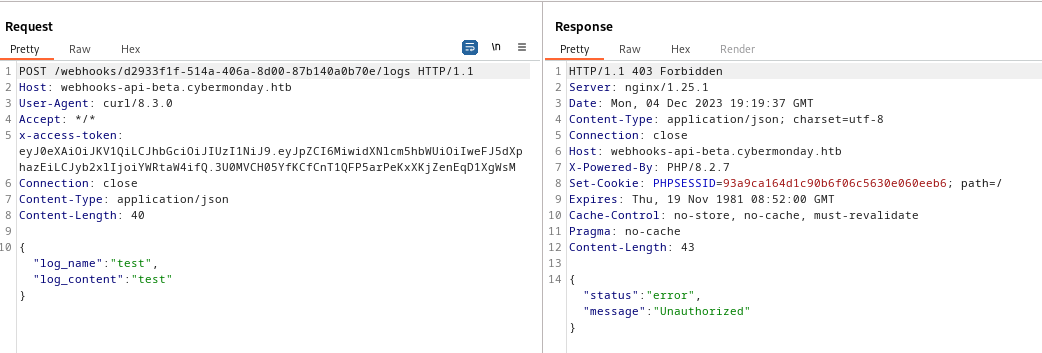 Request
Pretty Raw Hex \n
1 POST /webhooks/d2933f1f-514a-406a-8d00-87b140a0b70e/logs HTTP/1.1
2 Host: webhooks-api-beta.cybermonday.htb
3 User-Agent: curl/8.3.0
4 Accept: */*
5 x-access-token:
eyJ0eXAiOiJKV1QiLCJhbGciOiJIUzI1NiJ9.eyJpZCI6MiwidXNlcm5hbWUiOiIweFJ5dXp
hazEiLCJyb2xlIjoiYWRtaW4ifQ.3U0MVCH05YfKCfCnT1QFP5arPeKxXKjZenEqD1XgWsM
6 Connection: close
7 Content-Type: application/json
8 Content-Length: 40
9
10 {
"log_name":"test",
"log_content":"test"
}
Response
Pretty Raw Hex Render
1 HTTP/1.1 403 Forbidden
2 Server: nginx/1.25.1
3 Date: Mon, 04 Dec 2023 19:19:37 GMT
4 Content-Type: application/json; charset=utf-8
5 Connection: close
6 Host: webhooks-api-beta.cybermonday.htb
7 X-Powered-By: PHP/8.2.7
8 Set-Cookie: PHPSESSID=93a9ca164d1c90b6f06c5630e060eeb6; path=/
9 Expires: Thu, 19 Nov 1981 08:52:00 GMT
10 Cache-Control: no-store, no-cache, must-revalidate
11 Pragma: no-cache
12 Content-Length: 43
13
14 {
"status":"error",
"message":"Unauthorized"
}